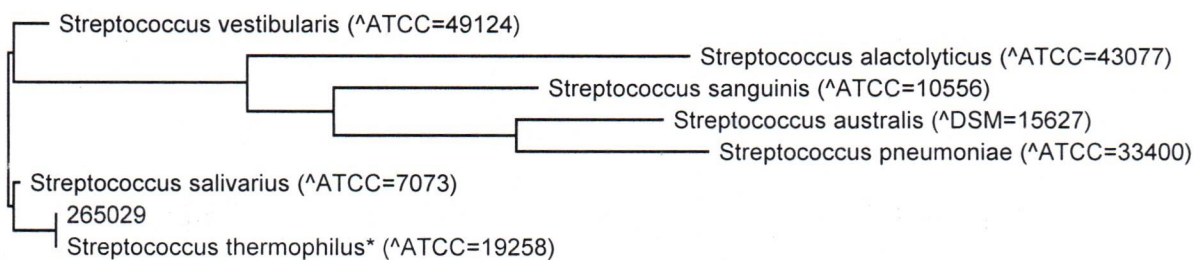 Streptococcus vestibularis (^ATCC=49124)
Streptococcus alactolyticus (^ATCC=43077)
Streptococcus sanguinis (^ATCC=10556)
Streptococcus australis (^DSM=15627)
Streptococcus pneumoniae (^ATCC=33400)
Streptococcus salivarius (^ATCC=7073)
265029
Streptococcus thermophilus* (^ATCC=19258)